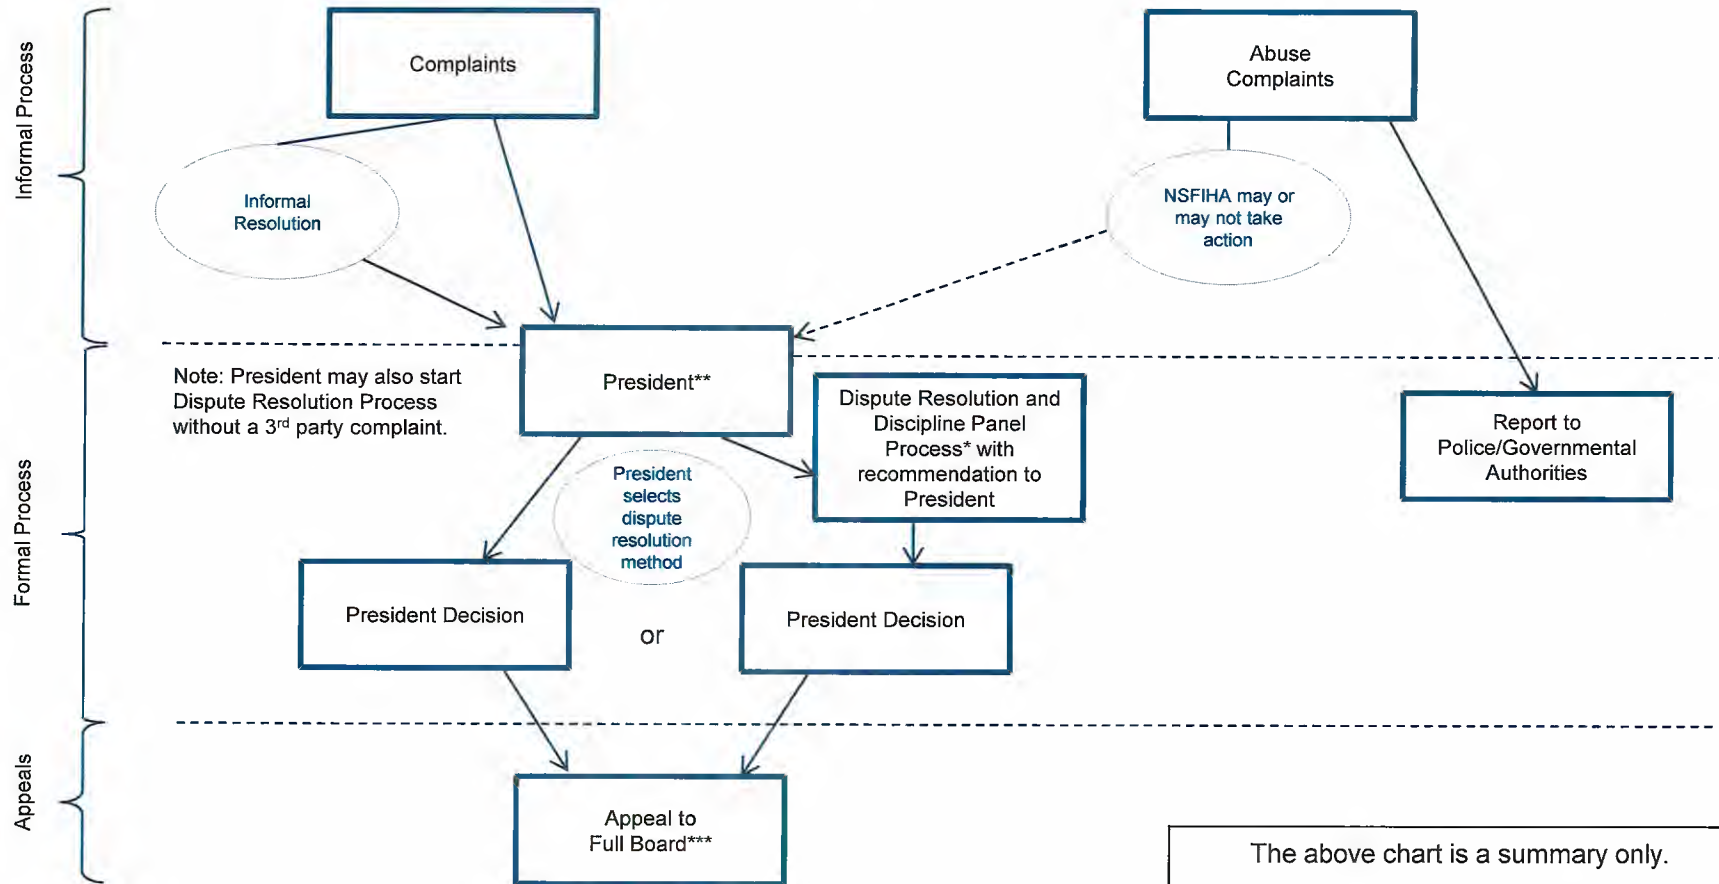 Informal Process
Complaints
Abuse
Complaints
Informal
Resolution
NSFIHA may or
may not take
action
Formal Process
Note: President may also start
Dispute Resolution Process
without a 3rd party complaint.
President**
Dispute Resolution and
Discipline Panel
Process* with
recommendation to
President
Report to
Police/Governmental
Authorities
President
selects
dispute
resolution
method
President Decision
or
President Decision
Appeals
Appeal to
Full Board***
The above chart is a summary only.